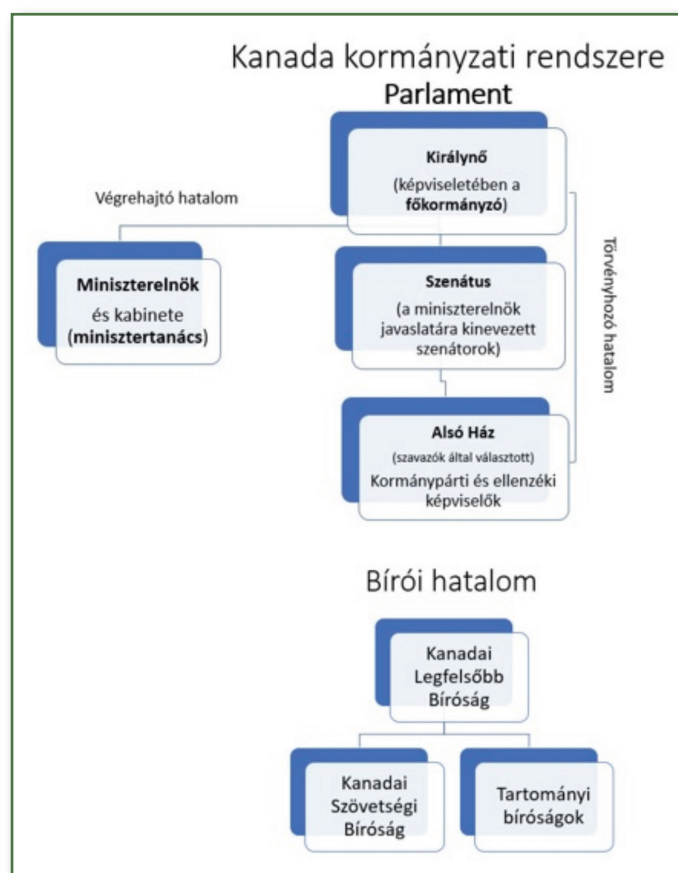 Kanada kormányzati rendszere
Parlament
Királynő
(képviseletében a
főkormányzó)
Végrehajtó hatalom
Miniszterelnök
és kabinete
(minisztertanács)
Szenátus
(a miniszterelnök
javaslatára kinevezett
szenátorok)
Törvényhozó hatalom
Alsó Ház
(szavazók által választott)
Kormánypárti és ellenzéki
képviselők
Bírói hatalom
Kanadai
Legfelsőbb
Bíróság
Kanadai
Szövetségi
Bíróság
Tartományi
bíróságok